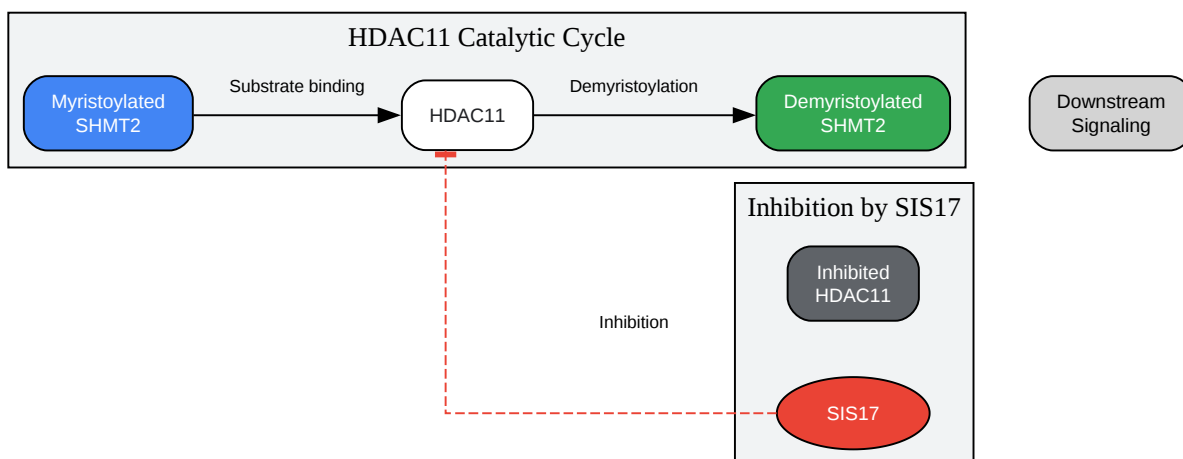 HDAC11 Catalytic Cycle
Myristoylated
SHMT2
Substrate binding
HDAC11
Demyristoylation
Demyristoylated
SHMT2
Downstream
Signaling
Inhibition by SIS17
Inhibited
HDAC11
Inhibition
SIS17